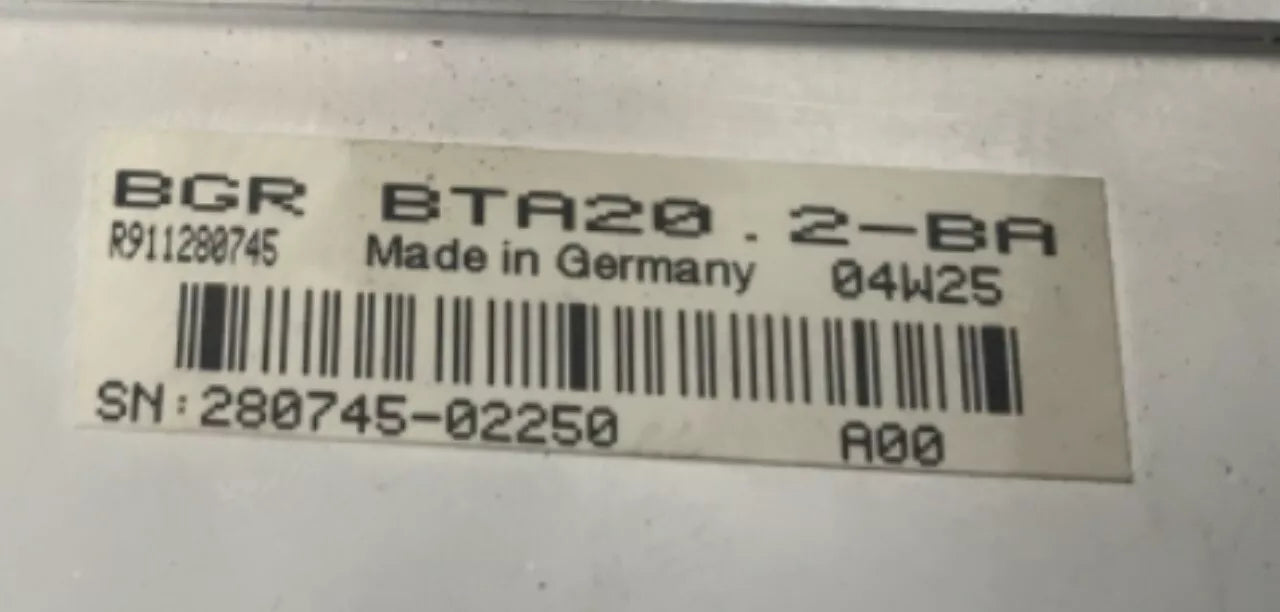 BGR BTA20.2-BA
R911280745 Made in Germany 04W25
SN:280745-02250 A00